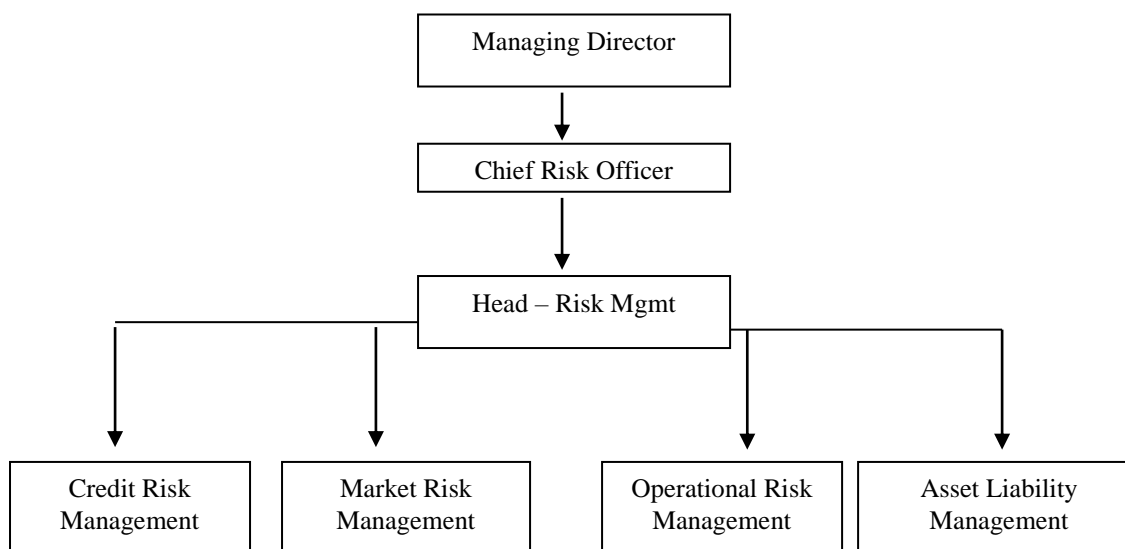 Managing Director
Chief Risk Officer
Head – Risk Mgmt
Credit Risk
Management
Market Risk
Management
Operational Risk
Management
Asset Liability
Management